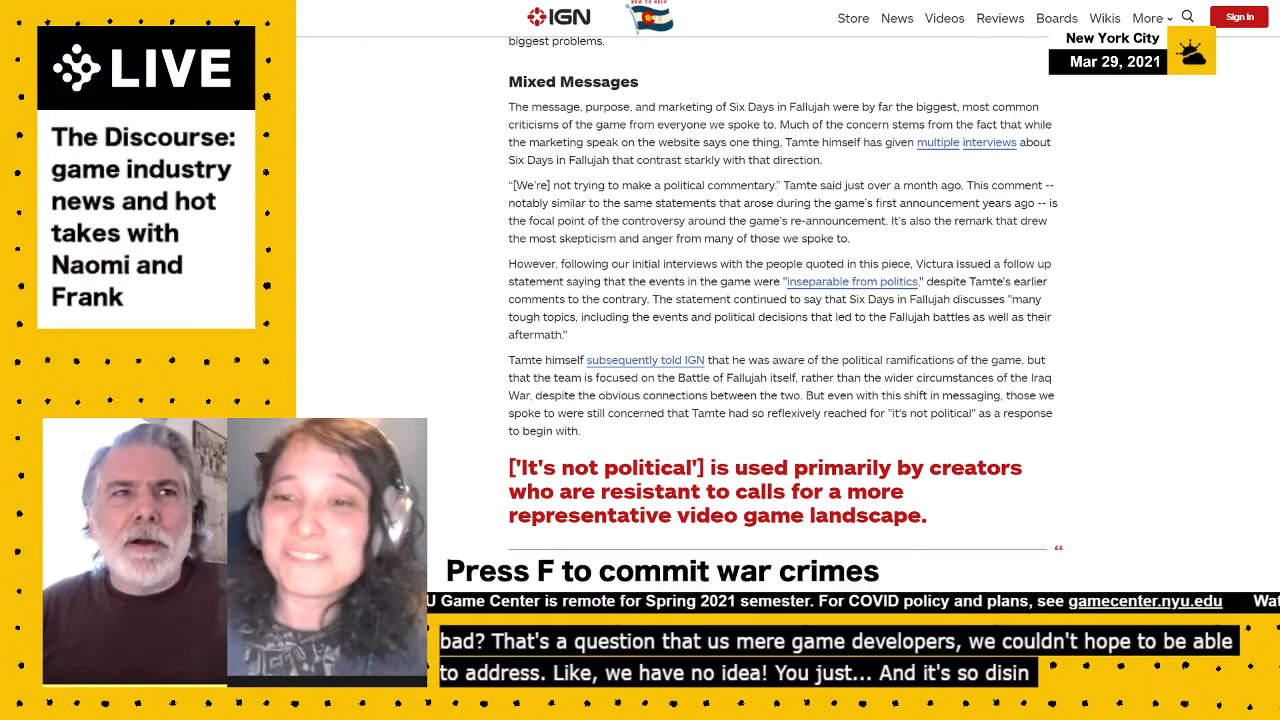 LIVE
The Discourse:
game industry
news and hot
takes with
Naomi and
Frank
HOW TO HELP
IGN
Store News Videos Reviews Boards Wikis More Sign In
New York City
Mar 29, 2021
biggest problems.
Mixed Messages
The message, purpose, and marketing of Six Days in Fallujah were by far the biggest, most common
criticisms of the game from everyone we spoke to. Much of the concern stems from the fact that while
the marketing speak on the website says one thing, Tamte himself has given multiple interviews about
Six Days in Fallujah that contrast starkly with that direction.
“[We’re] not trying to make a political commentary.” Tamte said just over a month ago. This comment --
notably similar to the same statements that arose during the game’s first announcement years ago -- is
the focal point of the controversy around the game’s re-announcement. It’s also the remark that drew
the most skepticism and anger from many of those we spoke to.
However, following our initial interviews with the people quoted in this piece, Victura issued a follow up
statement saying that the events in the game were "inseparable from politics," despite Tamte's earlier
comments to the contrary. The statement continued to say that Six Days in Fallujah discusses "many
tough topics, including the events and political decisions that led to the Fallujah battles as well as their
aftermath."
Tamte himself subsequently told IGN that he was aware of the political ramifications of the game, but
that the team is focused on the Battle of Fallujah itself, rather than the wider circumstances of the Iraq
War, despite the obvious connections between the two. But even with this shift in messaging, those we
spoke to were still concerned that Tamte had so reflexively reached for "it's not political" as a response
to begin with.
['It's not political'] is used primarily by creators
who are resistant to calls for a more
representative video game landscape.
“
Press F to commit war crimes
U Game Center is remote for Spring 2021 semester. For COVID policy and plans, see gamecenter.nyu.edu Wat
bad? That's a question that us mere game developers, we couldn't hope to be able
to address. Like, we have no idea! You just... And it's so disin